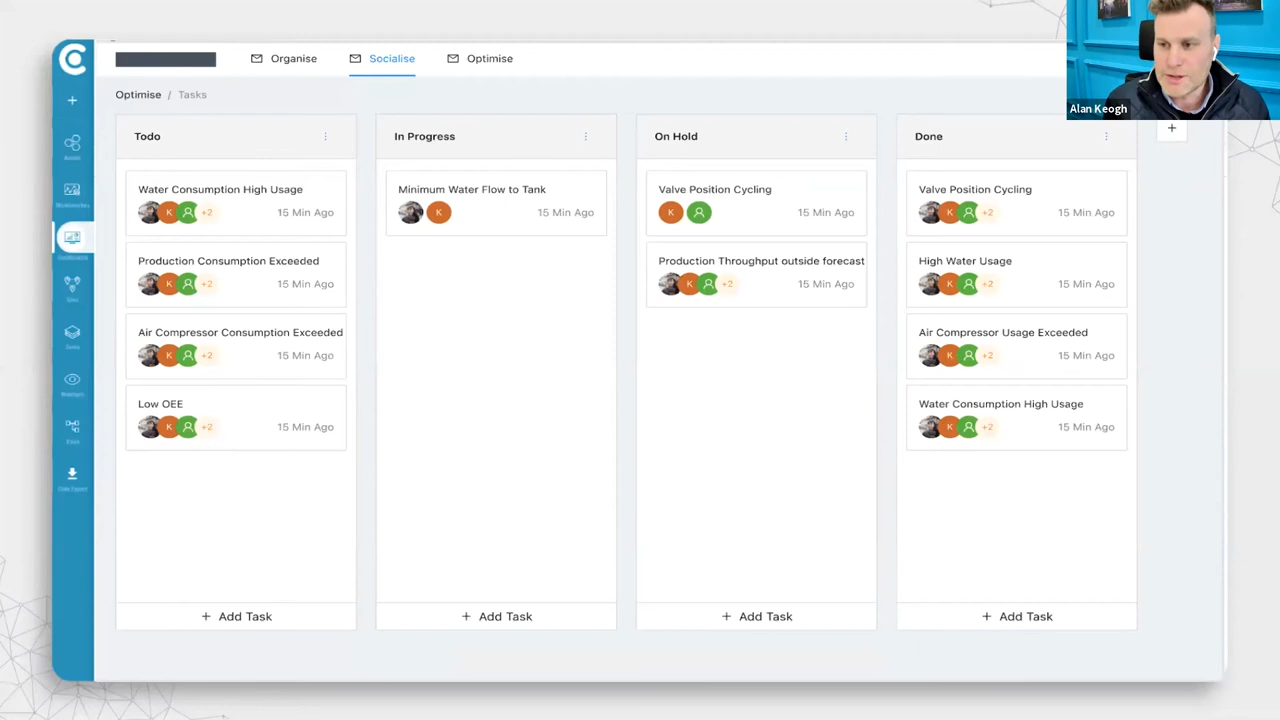 Organise
Socialise
Optimise
Alan Keogh
Optimise / Tasks
Todo
In Progress
On Hold
Done
Water Consumption High Usage
K +2 15 Min Ago
Production Consumption Exceeded
K +2 15 Min Ago
Air Compressor Consumption Exceeded
K +2 15 Min Ago
Low OEE
K +2 15 Min Ago
+ Add Task
Minimum Water Flow to Tank
K 15 Min Ago
+ Add Task
Valve Position Cycling
K 15 Min Ago
Production Throughput outside forecast
K +2 15 Min Ago
+ Add Task
Valve Position Cycling
K +2 15 Min Ago
High Water Usage
K +2 15 Min Ago
Air Compressor Usage Exceeded
K +2 15 Min Ago
Water Consumption High Usage
K +2 15 Min Ago
+ Add Task